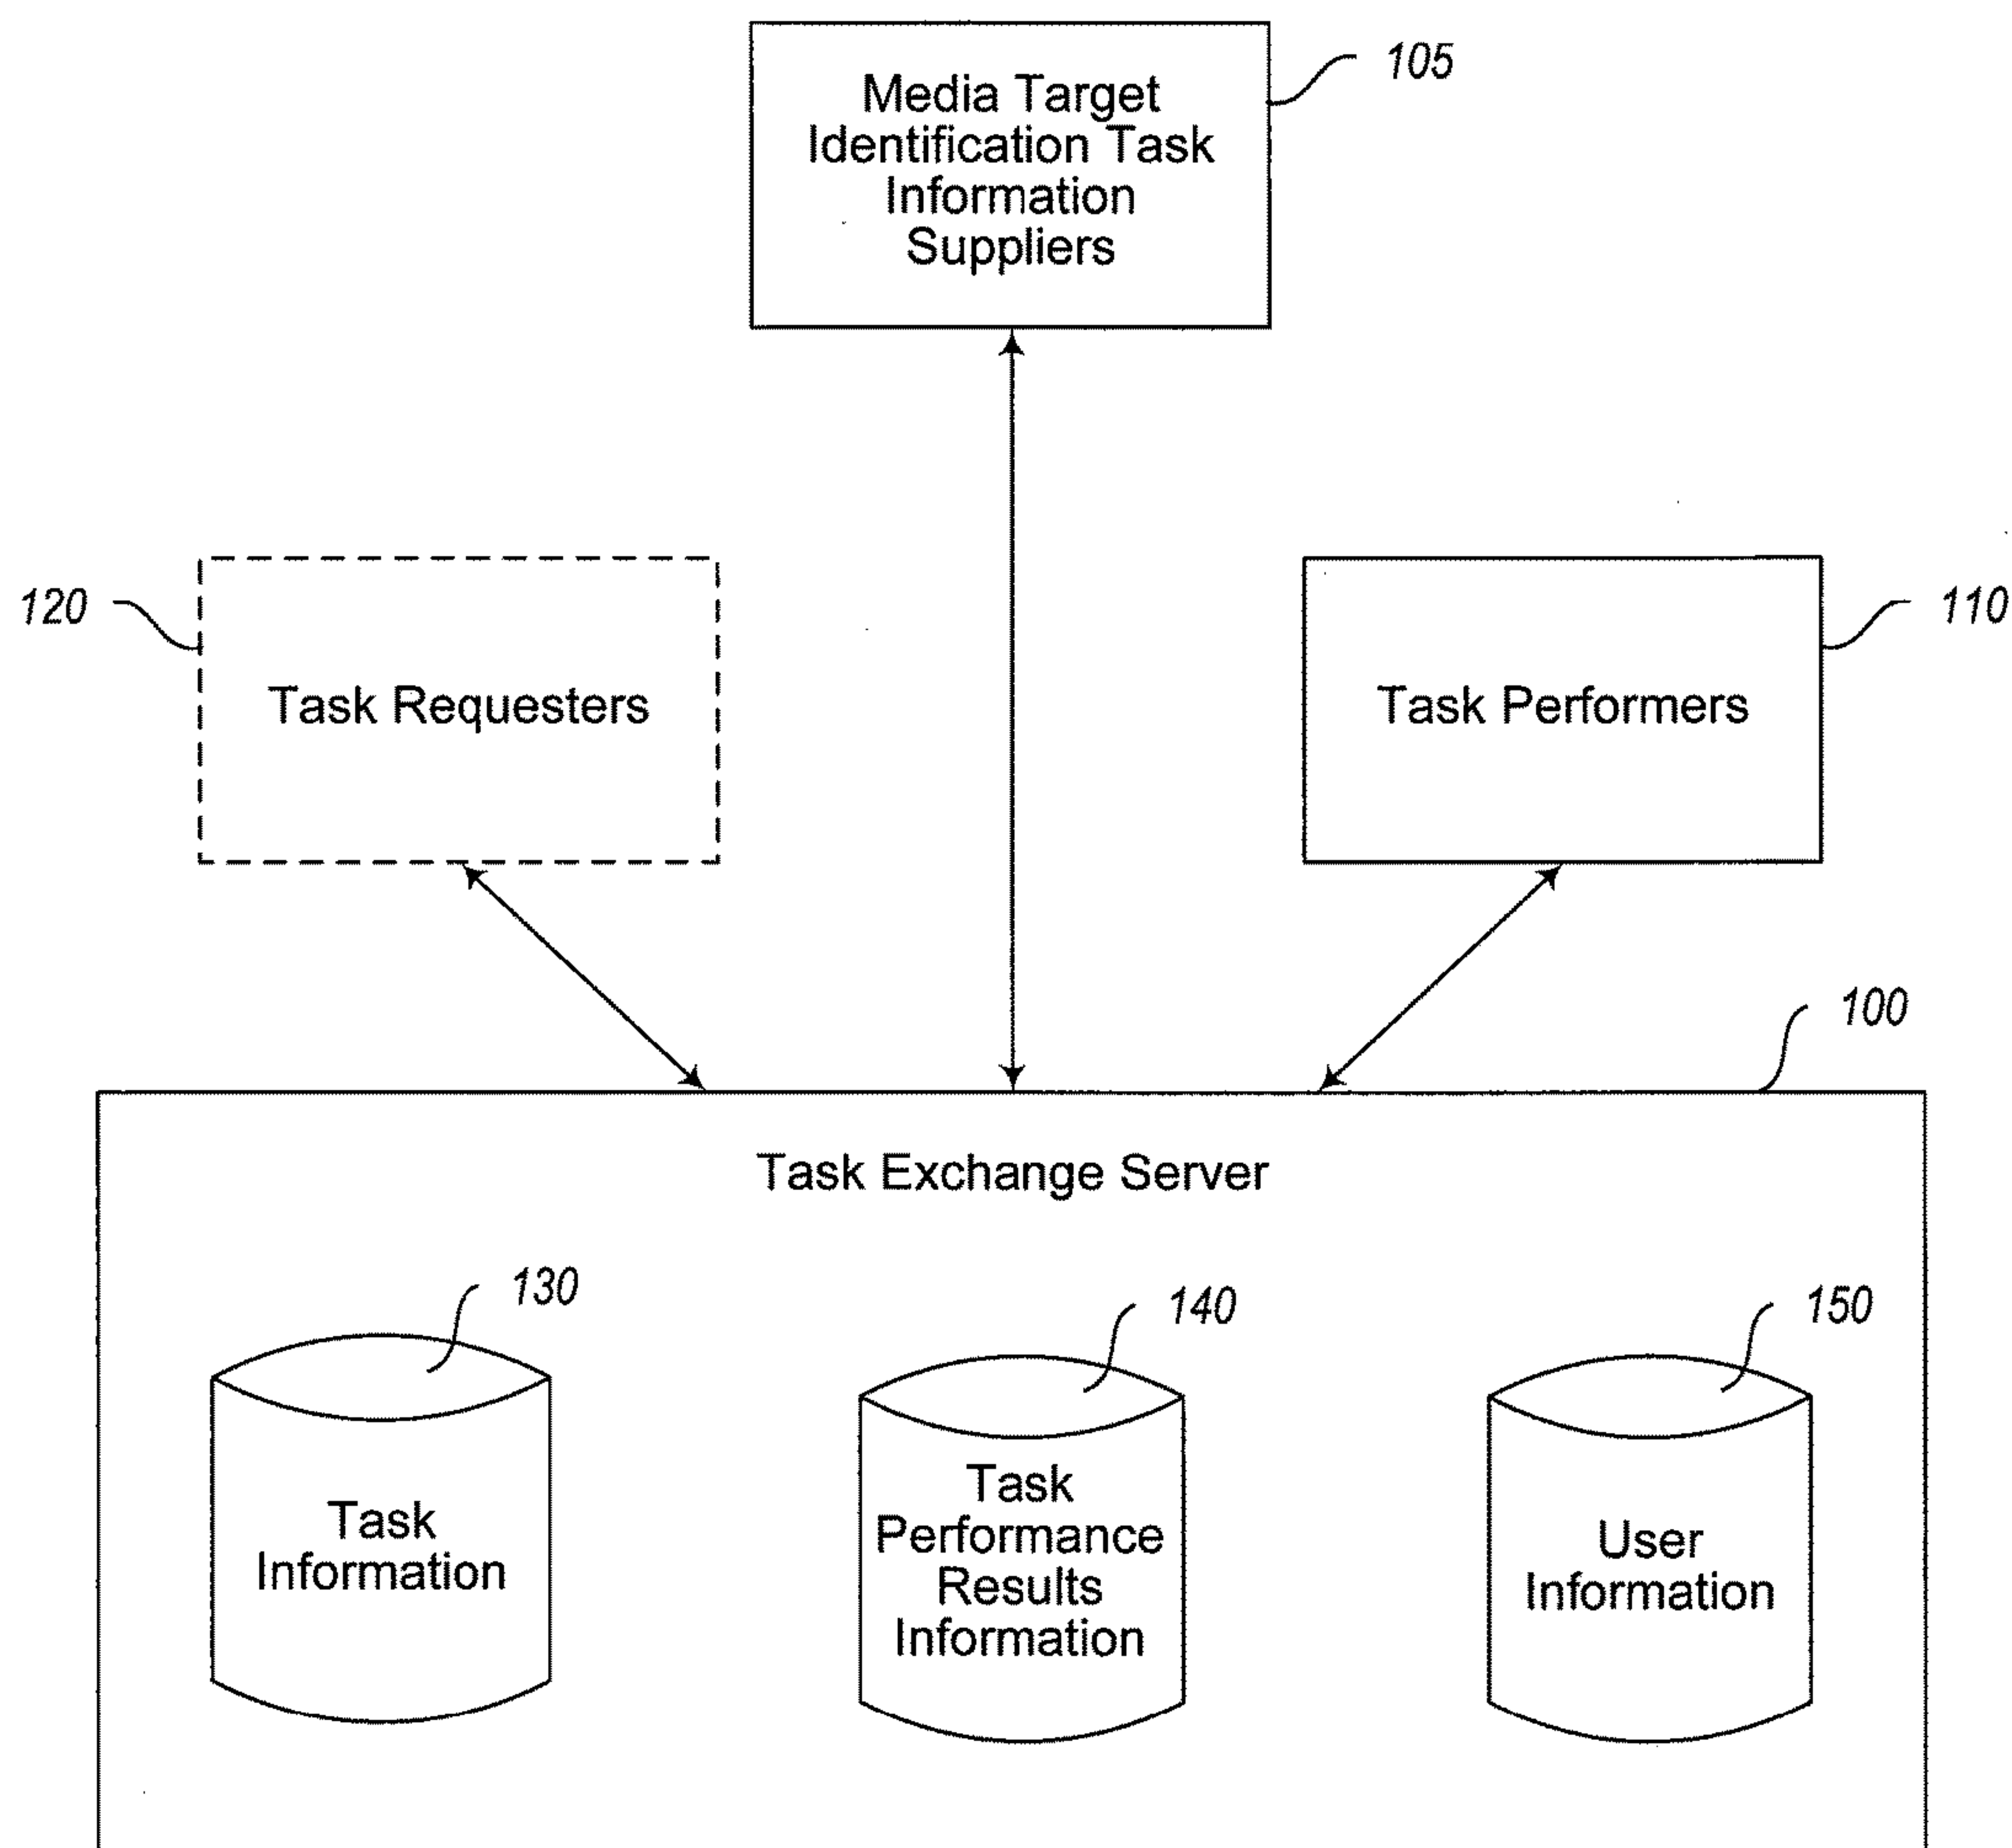 Media Target
Identification Task
Information
Suppliers
105
120
Task Requesters
Task Performers
110
100
Task Exchange Server
130
140
150
Task
Information
Task
Performance
Results
Information
User
Information